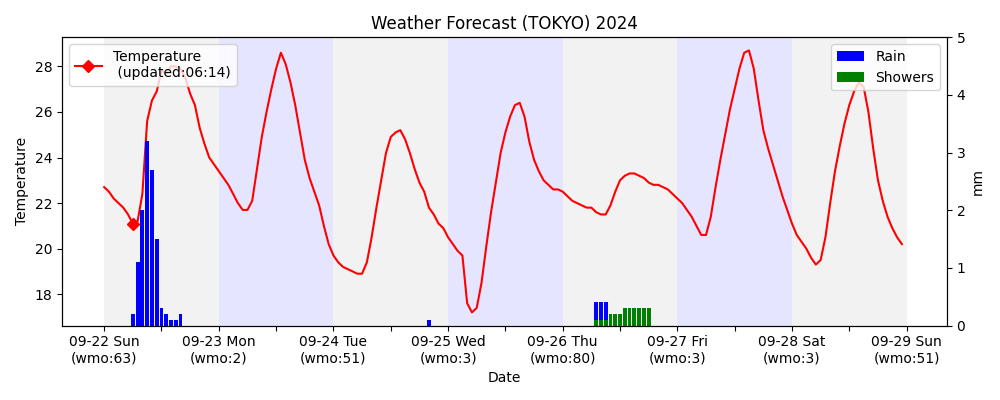 Weather Forecast (TOKYO) 2024
Temperature
(updated:06:14)
Rain
Showers
Temperature
28
26
24
22
20
18
5
4
3
2
1
0
mm
09-22 Sun
(wmo:63)
09-23 Mon
(wmo:2)
09-24 Tue
(wmo:51)
09-25 Wed
(wmo:3)
09-26 Thu
(wmo:80)
09-27 Fri
(wmo:3)
09-28 Sat
(wmo:3)
09-29 Sun
(wmo:51)
Date